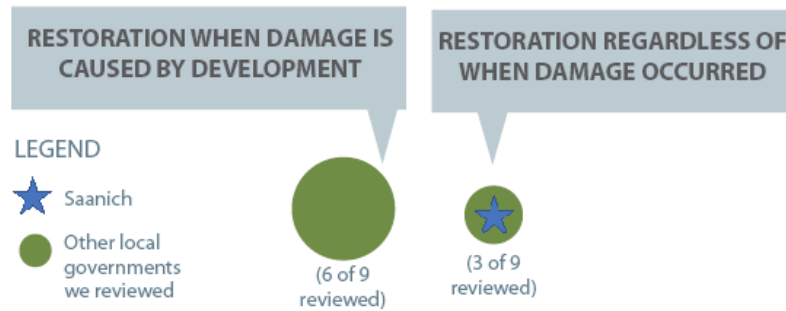 RESTORATION WHEN DAMAGE IS
CAUSED BY DEVELOPMENT
RESTORATION REGARDLESS OF
WHEN DAMAGE OCCURRED
LEGEND
Saanich
Other local
governments
we reviewed
(6 of 9
reviewed)
(3 of 9
reviewed)